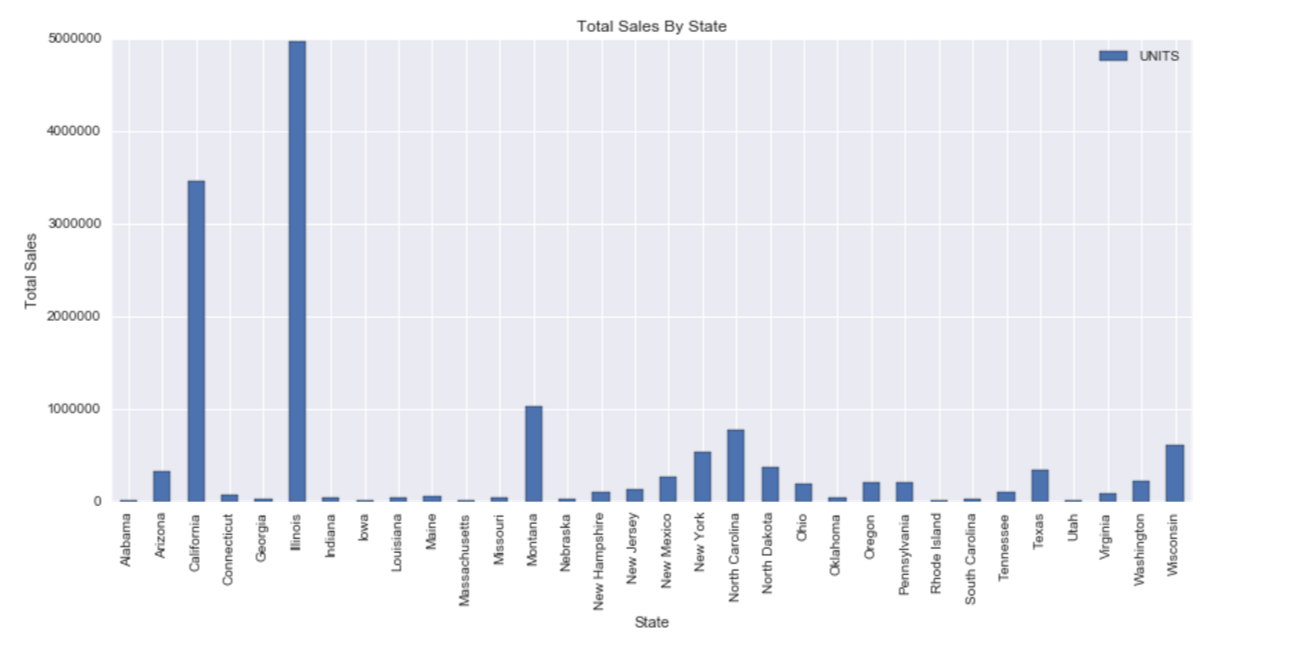 Total Sales By State
UNITS
Total Sales
5000000
4000000
3000000
2000000
1000000
0
Alabama
Arizona
California
Connecticut
Georgia
Illinois
Indiana
Iowa
Louisiana
Maine
Massachusetts
Missouri
Montana
Nebraska
New Hampshire
New Jersey
New Mexico
New York
North Carolina
North Dakota
Ohio
Oklahoma
Oregon
Pennsylvania
Rhode Island
South Carolina
Tennessee
Texas
Utah
Virginia
Washington
Wisconsin
State